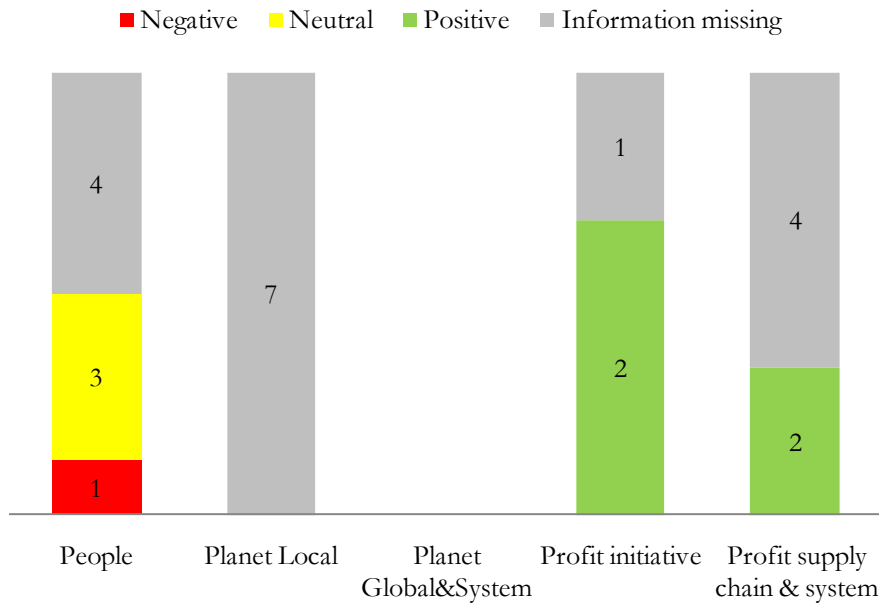 Negative Neutral Positive Information missing
4
3
1
7
1
2
4
2
People
Planet Local
Planet
Global&System
Profit initiative
Profit supply
chain & system